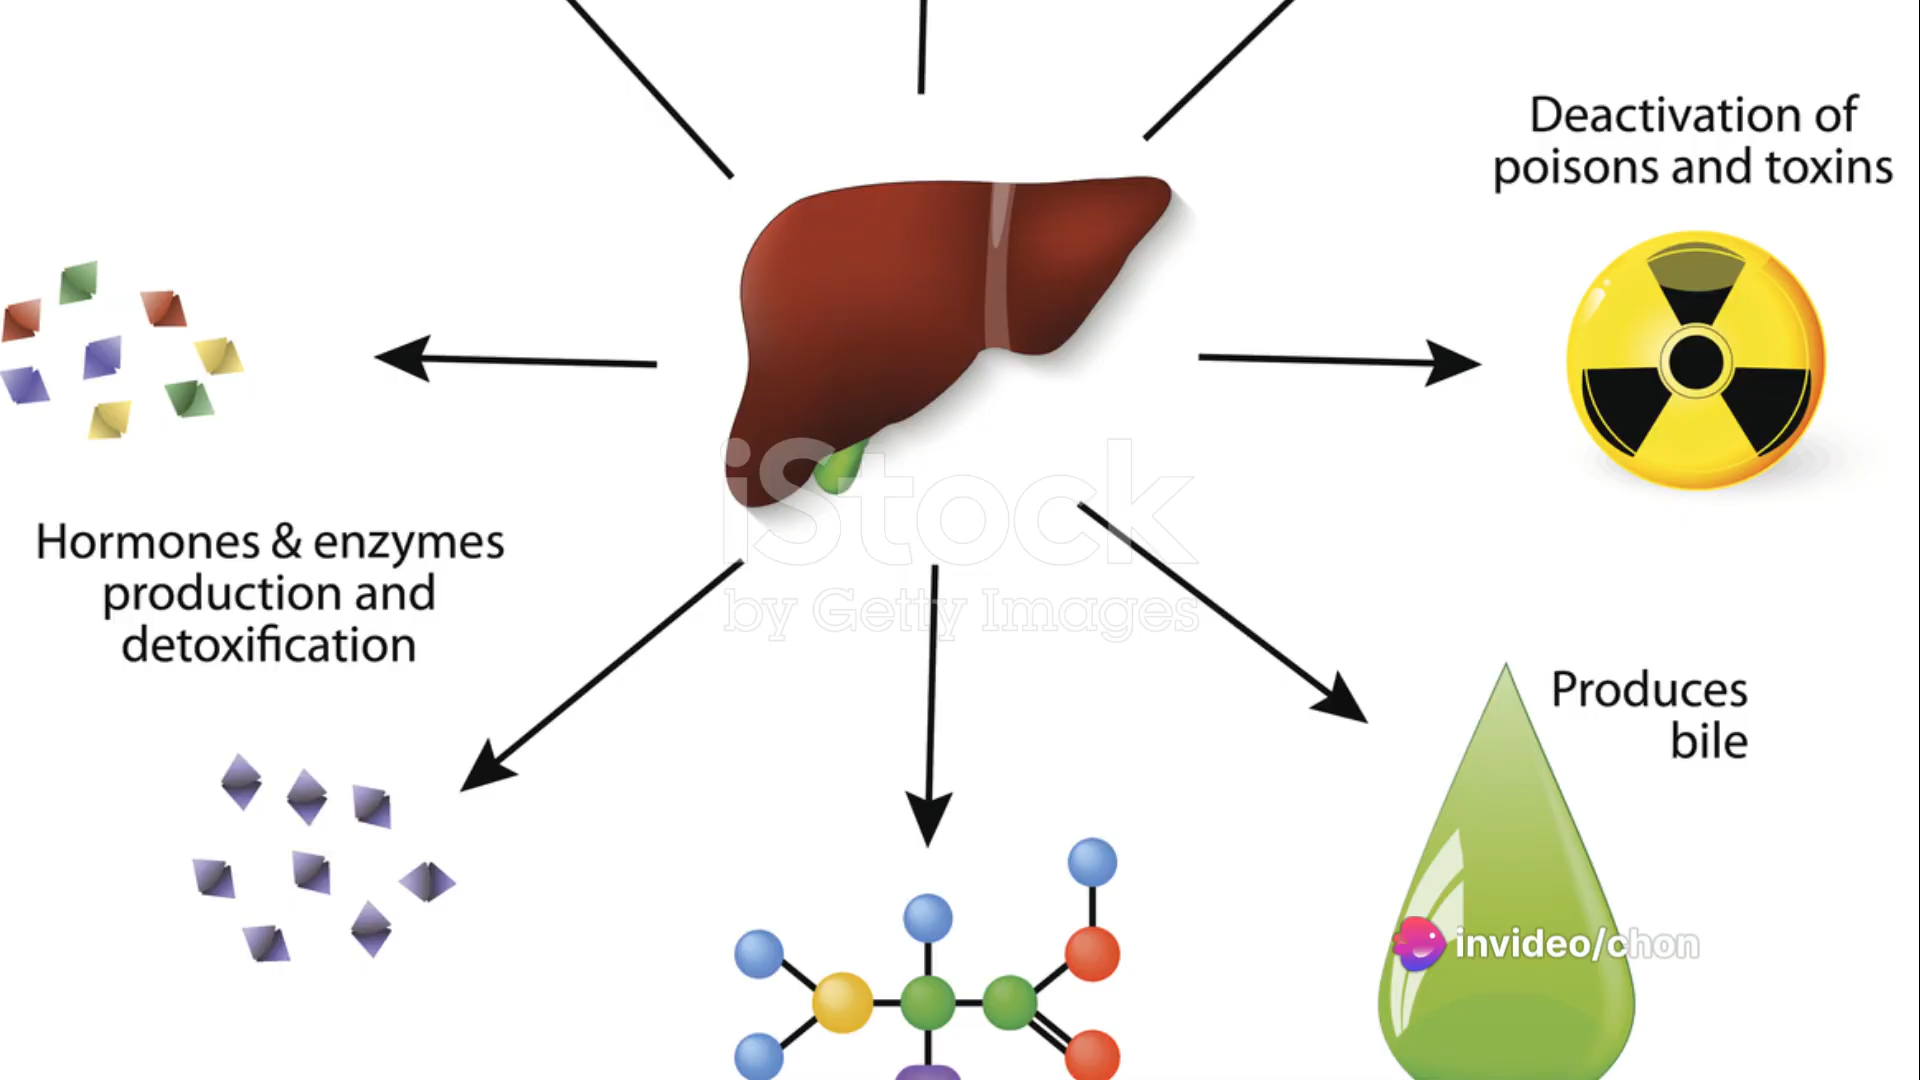 Deactivation of
poisons and toxins
Hormones & enzymes
production and
detoxification
iStock
by Getty Images
Produces
bile
invideo/chon